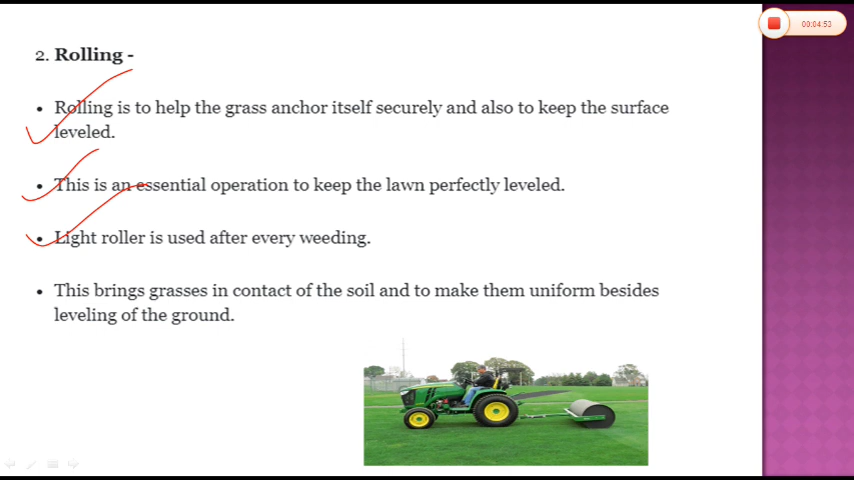 00:04:53
2. Rolling -
• Rolling is to help the grass anchor itself securely and also to keep the surface
leveled.
• This is an essential operation to keep the lawn perfectly leveled.
• Light roller is used after every weeding.
• This brings grasses in contact of the soil and to make them uniform besides
leveling of the ground.